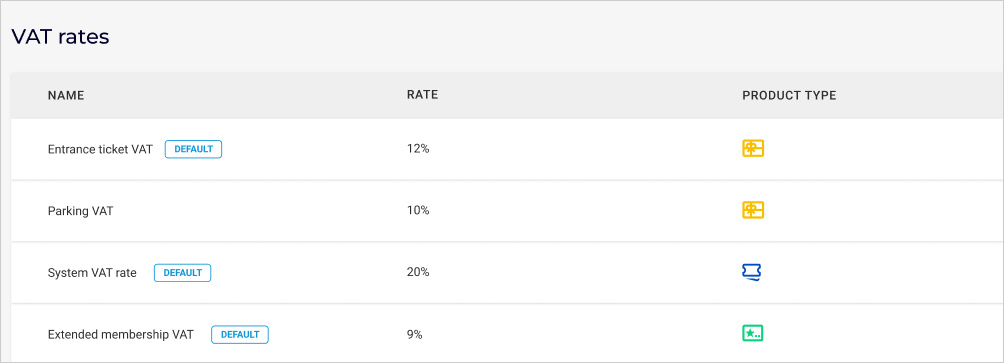 VAT rates
NAME RATE PRODUCT TYPE
Entrance ticket VAT DEFAULT 12%
Parking VAT 10%
System VAT rate DEFAULT 20%
Extended membership VAT DEFAULT 9%